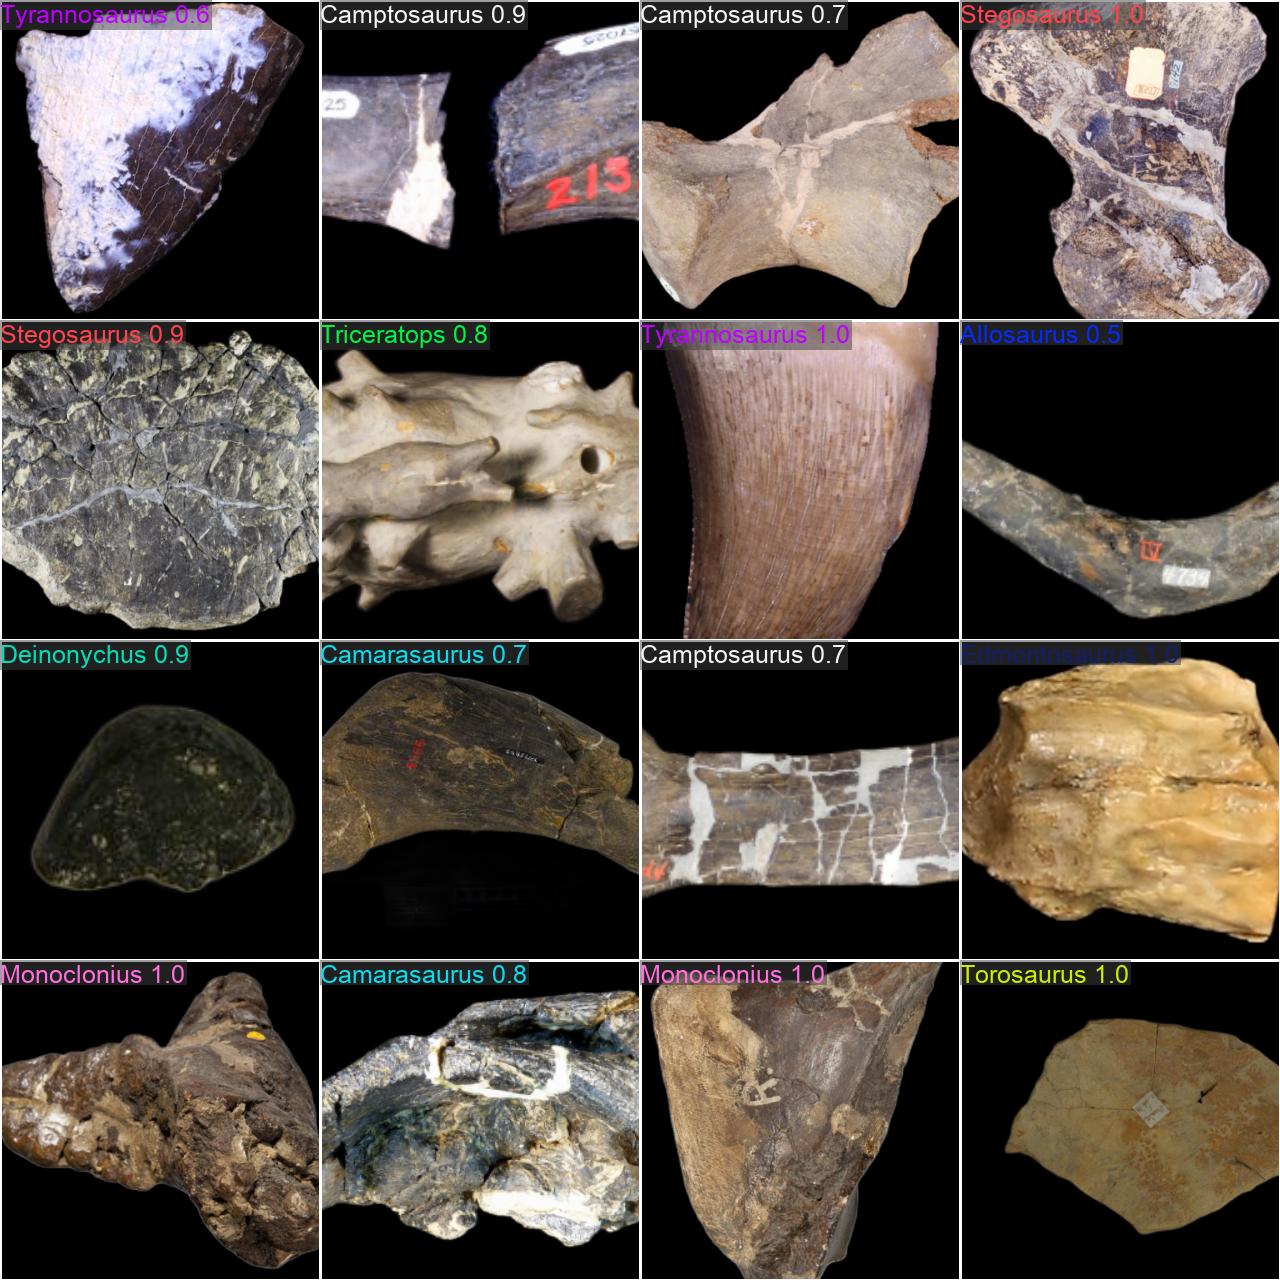 Tyrannosaurus 0.6
Camptosaurus 0.9
Camptosaurus 0.7
Stegosaurus 1.0
25
213
Stegosaurus 0.9
Triceratops 0.8
Tyrannosaurus 1.0
Allosaurus 0.5
IV
Deinonychus 0.9
Camarasaurus 0.7
Camptosaurus 0.7
Edmontosaurus 1.0
Monoclonius 1.0
Camarasaurus 0.8
Monoclonius 1.0
Torosaurus 1.0
R.